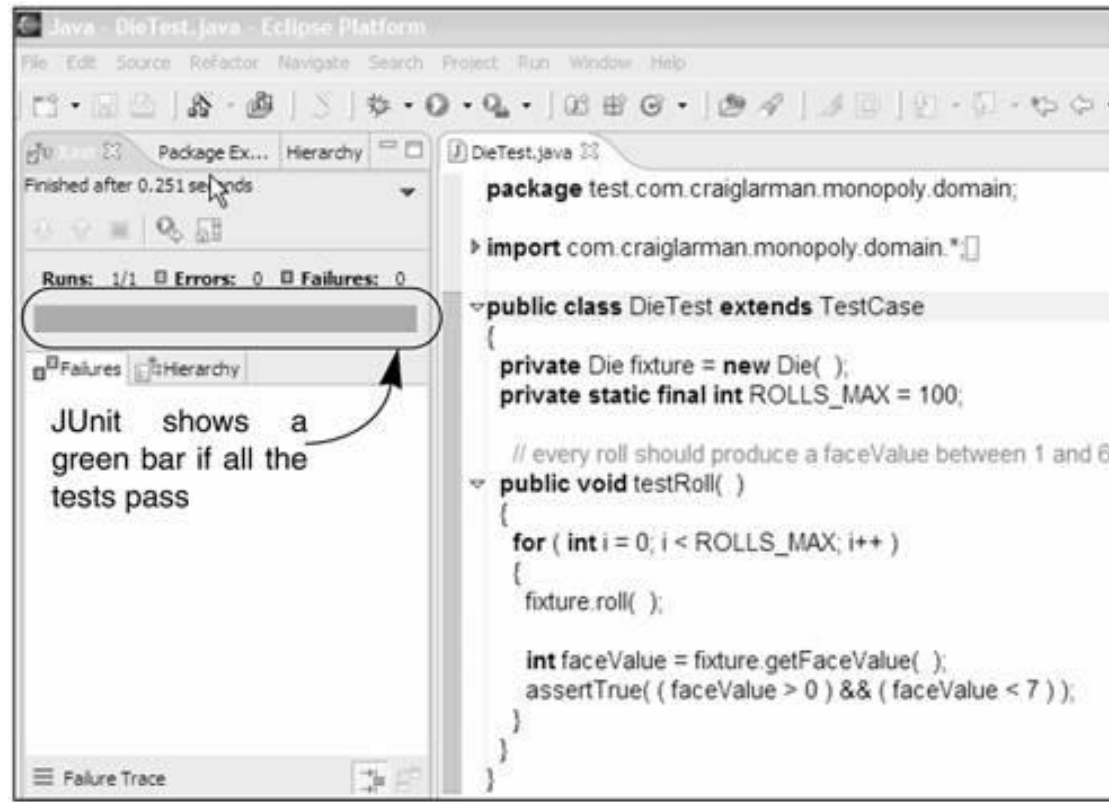 Java - DieTest.java - Eclipse Platform
File Edit Source Refactor Navigate Search Project Run Window Help
Package Ex... Hierarchy
Finished after 0.251 seconds
Runs: 1/1 Errors: 0 Failures: 0
Failures Hierarchy
JUnit shows a
green bar if all the
tests pass
Failure Trace
DieTest.java
package test.com.craiglarman.monopoly.domain;
import com.craiglarman.monopoly.domain.*;
public class DieTest extends TestCase
{
private Die fixture = new Die( );
private static final int ROLLS_MAX = 100;
// every roll should produce a faceValue between 1 and 6
public void testRoll( )
{
for ( int i = 0; i < ROLLS_MAX; i++ )
{
fixture.roll( );
int faceValue = fixture.getFaceValue( );
assertTrue( ( faceValue > 0 ) && ( faceValue < 7 ) );
}
}
}